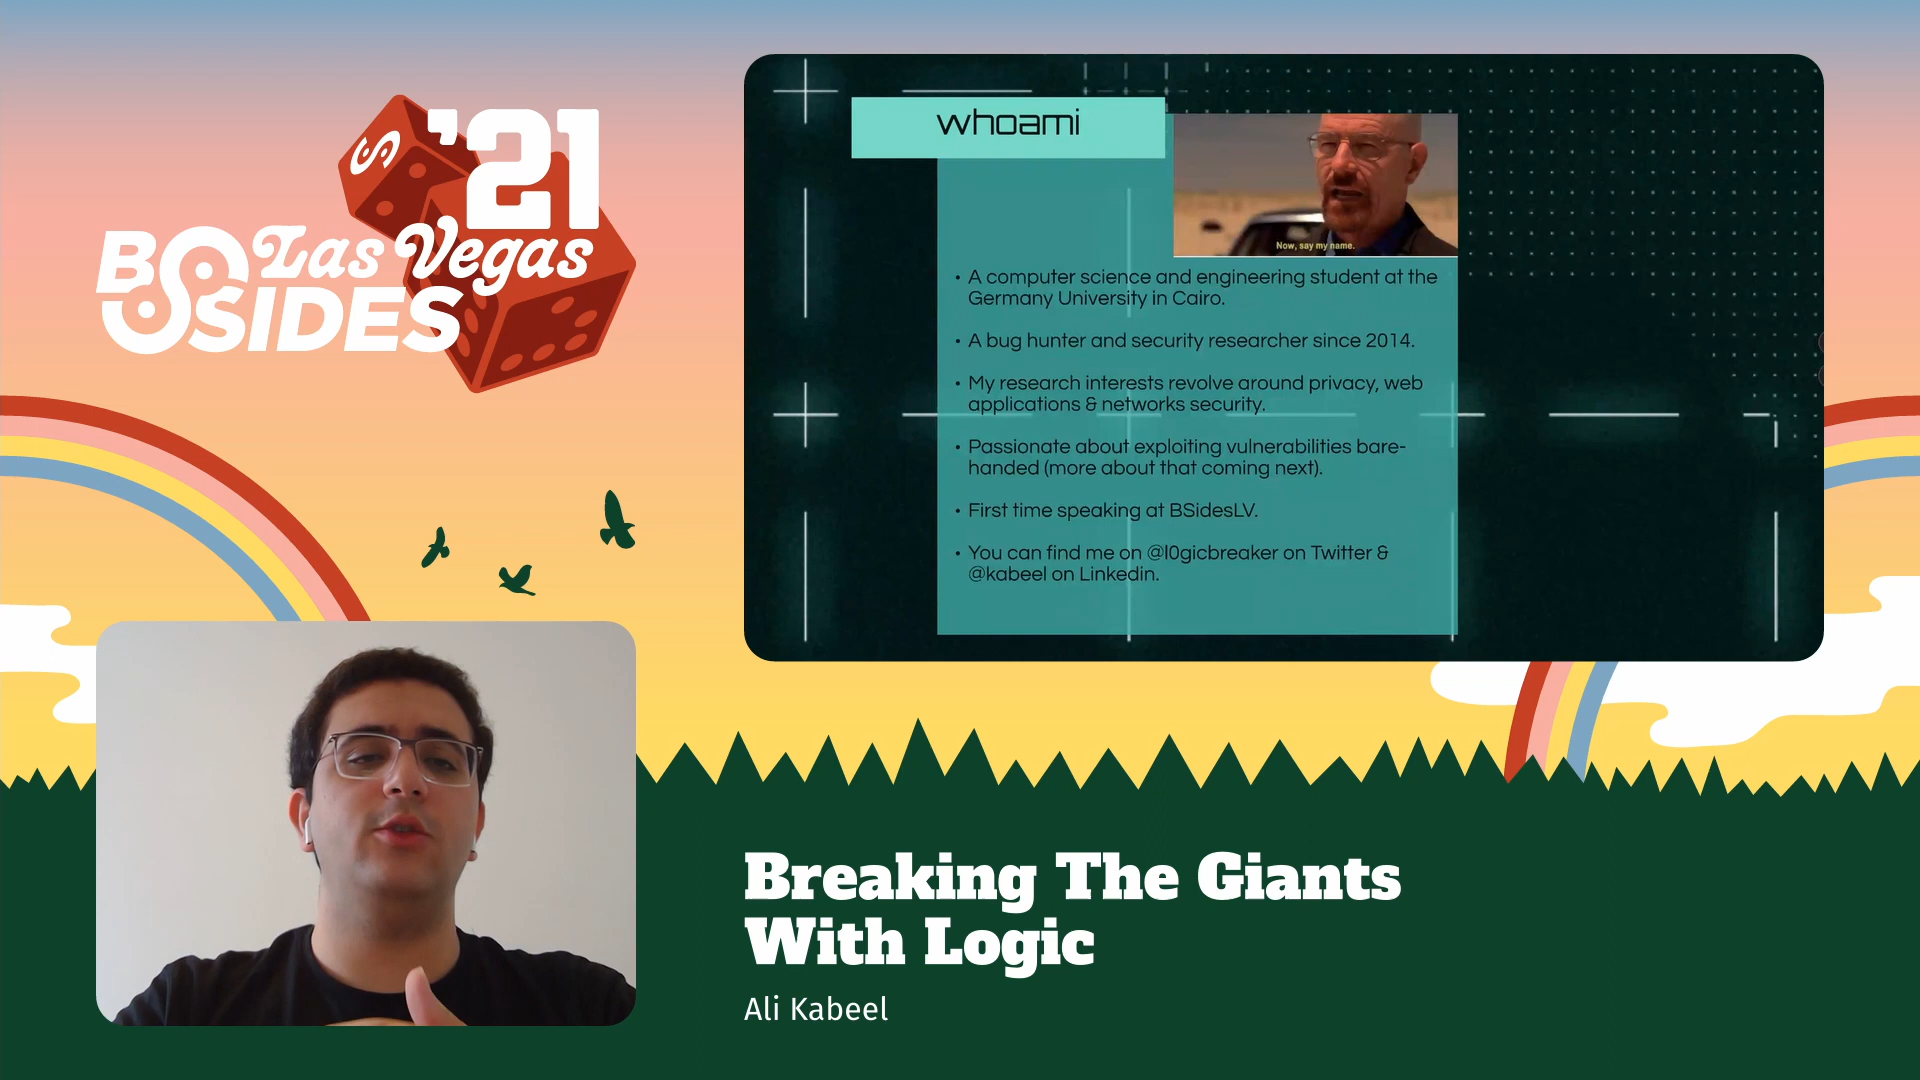 '21
S
Las Vegas
BSIDES
whoami
Now, say my name.
• A computer science and engineering student at the
Germany University in Cairo.
• A bug hunter and security researcher since 2014.
• My research interests revolve around privacy, web
applications & networks security.
• Passionate about exploiting vulnerabilities bare-
handed (more about that coming next).
• First time speaking at BSidesLV.
• You can find me on @l0gicbreaker on Twitter &
@kabeel on Linkedin.
Breaking The Giants
With Logic
Ali Kabeel